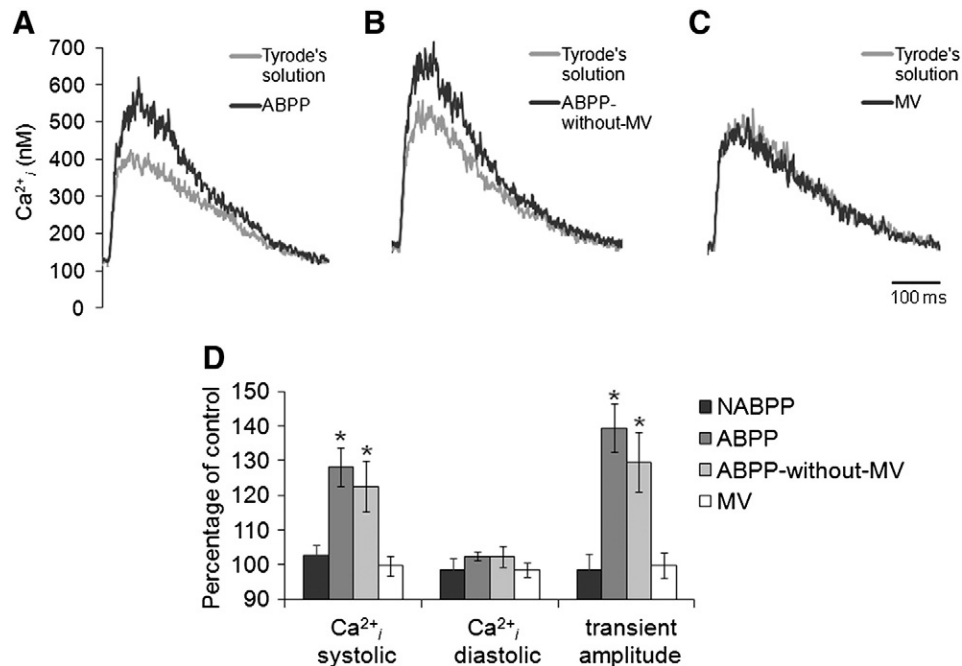 A
B
C
Ca²⁺ᵢ (nM)
700
600
500
400
300
200
100
0
Tyrode's
solution
ABPP
Tyrode's
solution
ABPP-
without-MV
Tyrode's
solution
MV
100 ms
D
Percentage of control
150
140
130
120
110
100
90
* *
* *
NABPP
ABPP
ABPP-without-MV
MV
Ca²⁺ᵢ
systolic
Ca²⁺ᵢ
diastolic
transient
amplitude